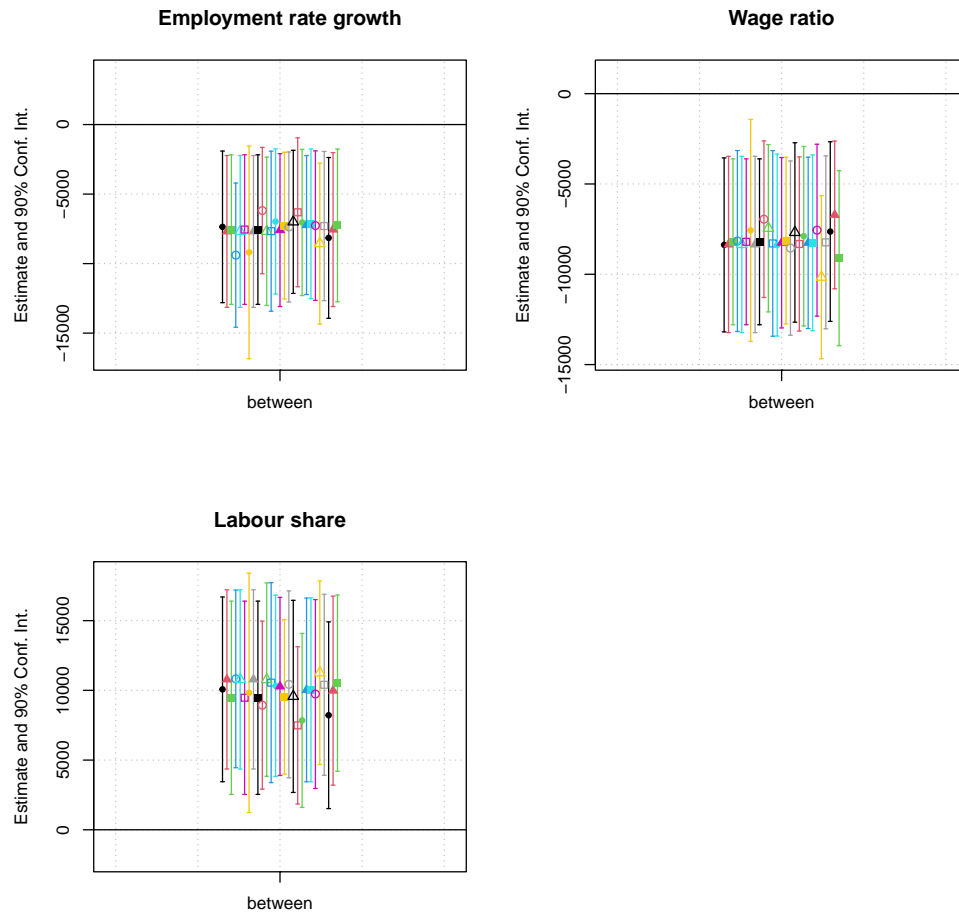 Employment rate growth
Estimate and 90% Conf. Int.
0
−5000
−15000
between
Wage ratio
Estimate and 90% Conf. Int.
0
−5000
−10000
−15000
between
Labour share
Estimate and 90% Conf. Int.
15000
10000
5000
0
between